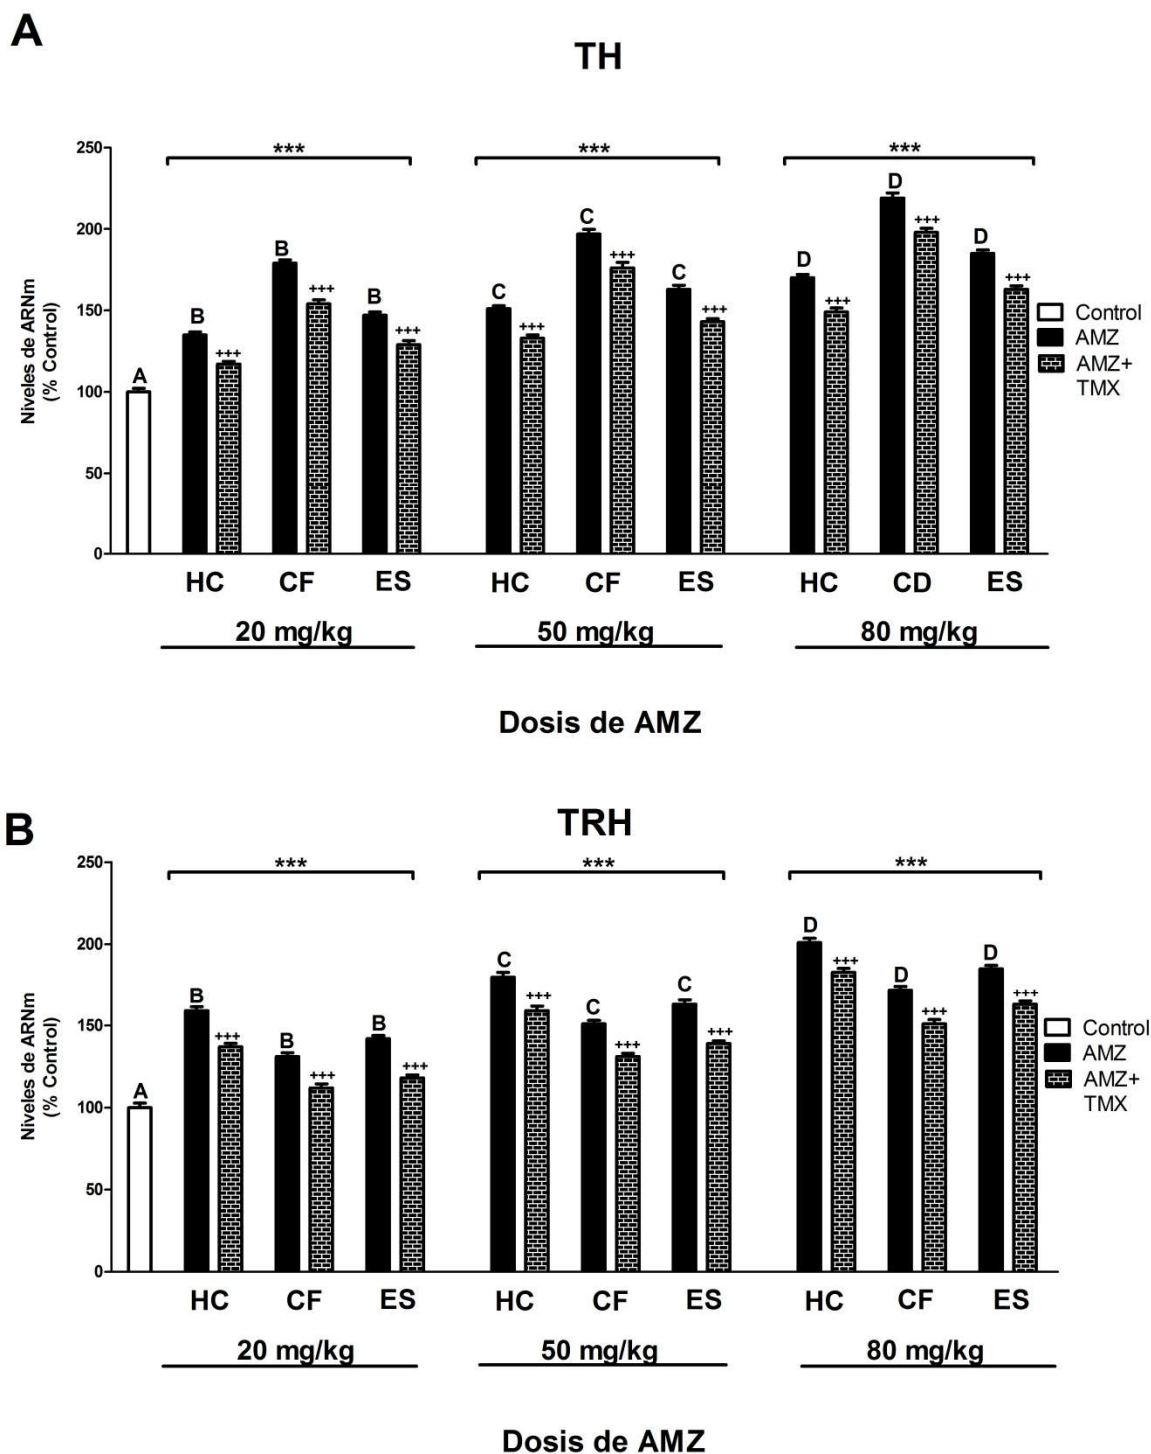 A
TH
250
200
150
100
50
0
Niveles de ARNm
(% Control)
*** *** ***
A B +++ B +++ B +++ C +++ C +++ C +++ D +++ D +++ D +++
Control
AMZ
AMZ+
TMX
HC CF ES HC CF ES HC CD ES
20 mg/kg 50 mg/kg 80 mg/kg
Dosis de AMZ
B
TRH
250
200
150
100
50
0
Niveles de ARNm
(% Control)
*** *** ***
A B +++ B +++ B +++ C +++ C +++ C +++ D +++ D +++ D +++
Control
AMZ
AMZ+
TMX
HC CF ES HC CF ES HC CF ES
20 mg/kg 50 mg/kg 80 mg/kg
Dosis de AMZ